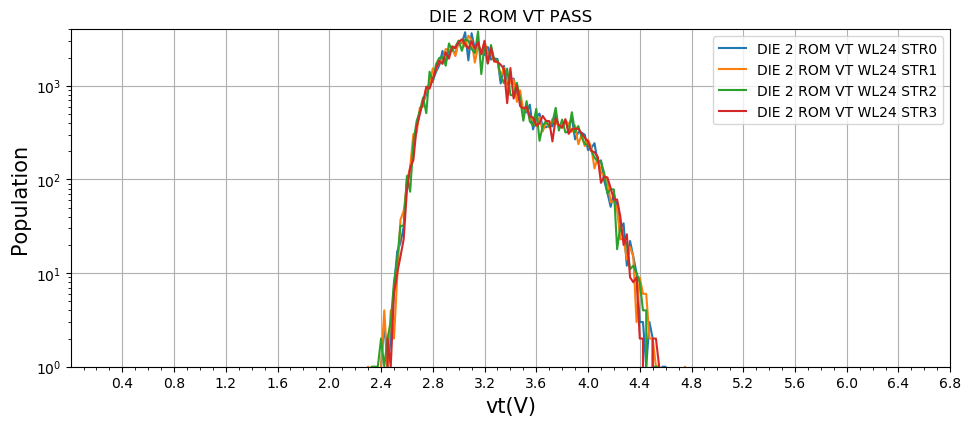 DIE 2 ROM VT PASS
DIE 2 ROM VT WL24 STR0
DIE 2 ROM VT WL24 STR1
DIE 2 ROM VT WL24 STR2
DIE 2 ROM VT WL24 STR3
Population
10³
10²
10¹
10⁰
0.4 0.8 1.2 1.6 2.0 2.4 2.8 3.2 3.6 4.0 4.4 4.8 5.2 5.6 6.0 6.4 6.8
vt(V)